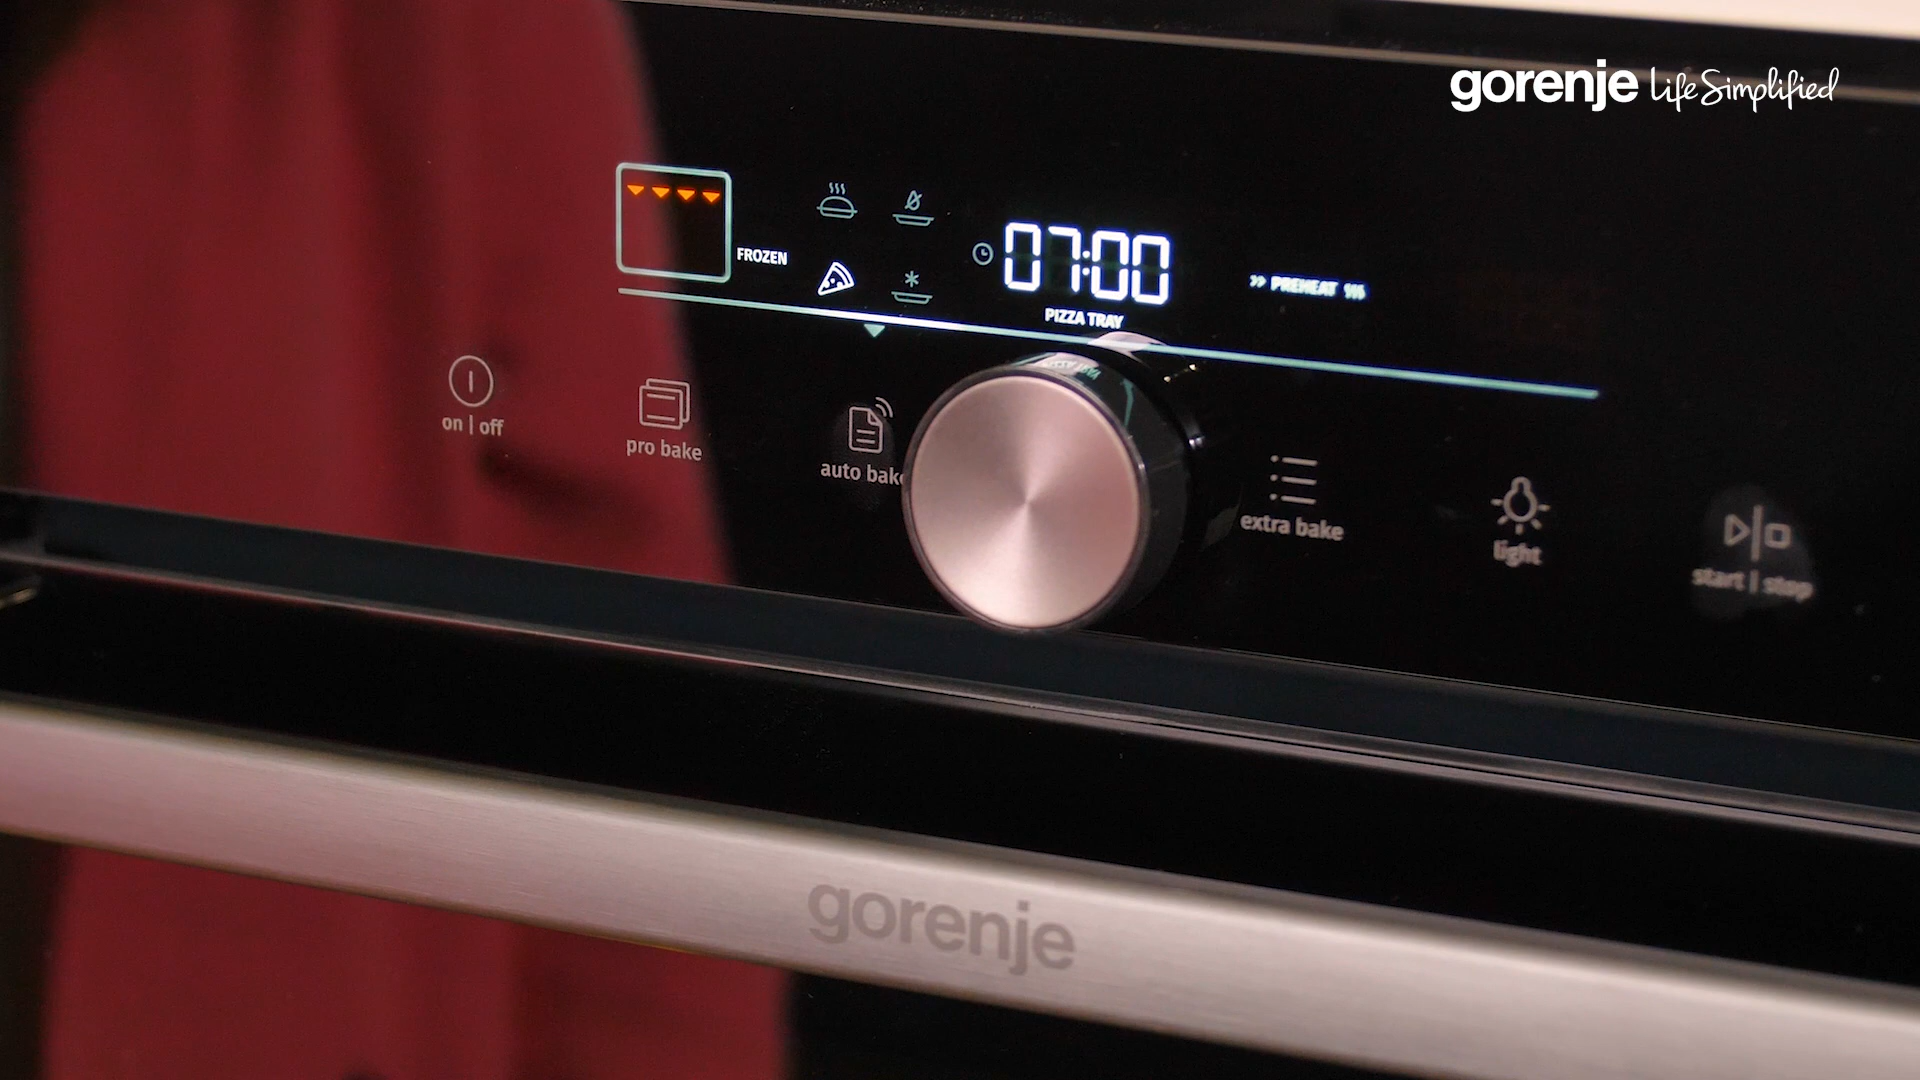 gorenje Life Simplified
FROZEN
07:00
PIZZA TRAY
PREHEAT
on | off
pro bake
auto bake
extra bake
light
start | stop
gorenje